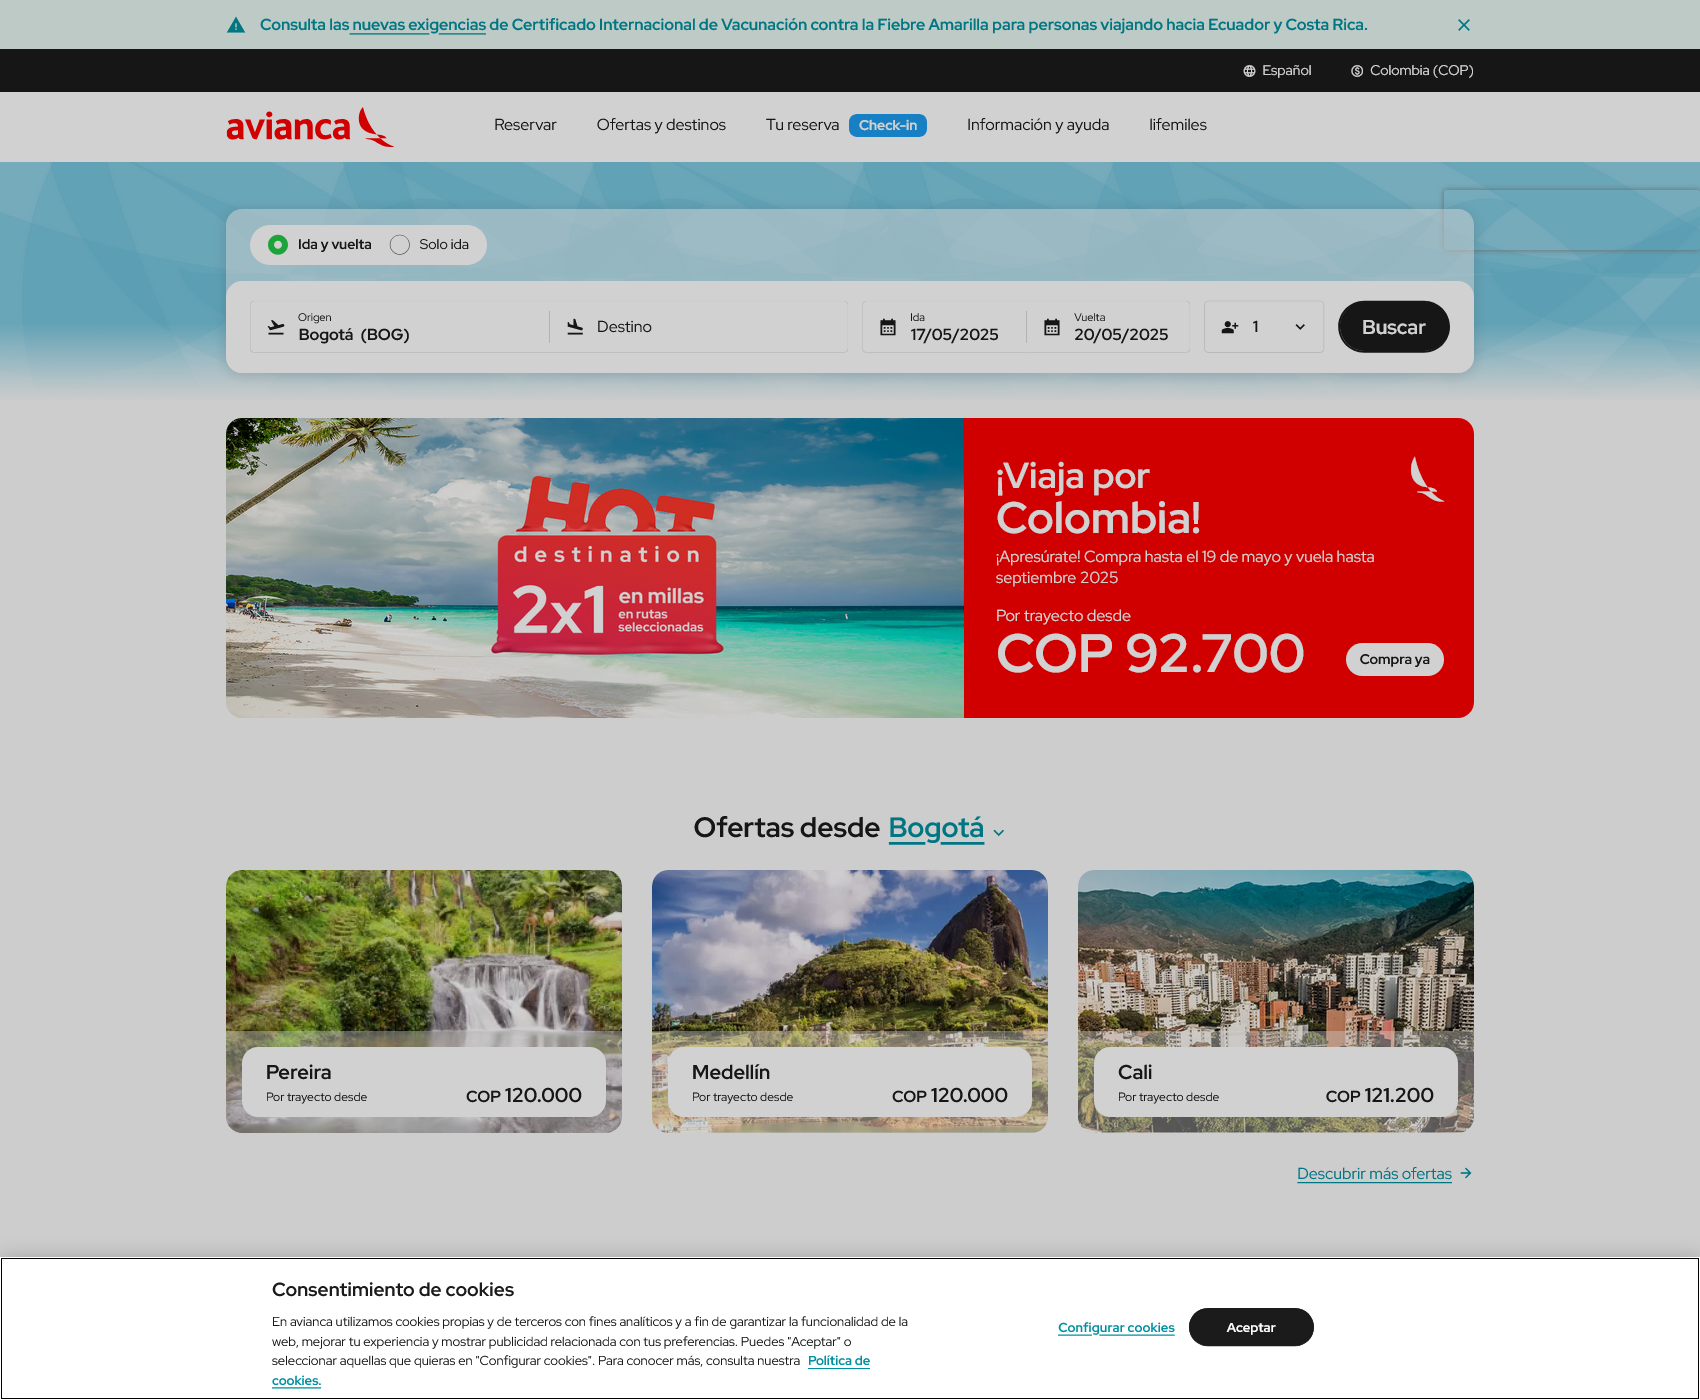 Consulta las nuevas exigencias de Certificado Internacional de Vacunación contra la Fiebre Amarilla para personas viajando hacia Ecuador y Costa Rica.
Español
Colombia (COP)
avianca
Reservar
Ofertas y destinos
Tu reserva
Check-in
Información y ayuda
lifemiles
Ida y vuelta
Solo ida
Origen
Bogotá (BOG)
Destino
Ida
17/05/2025
Vuelta
20/05/2025
1
Buscar
HOT
destination
2x1 en millas
en rutas
seleccionadas
¡Viaja por
Colombia!
¡Apresúrate! Compra hasta el 19 de mayo y vuela hasta
septiembre 2025
Por trayecto desde
COP 92.700
Compra ya
Ofertas desde Bogotá
Pereira
Por trayecto desde
COP 120.000
Medellín
Por trayecto desde
COP 120.000
Cali
Por trayecto desde
COP 121.200
Descubrir más ofertas
Consentimiento de cookies
En avianca utilizamos cookies propias y de terceros con fines analíticos y a fin de garantizar la funcionalidad de la
web, mejorar tu experiencia y mostrar publicidad relacionada con tus preferencias. Puedes "Aceptar" o
seleccionar aquellas que quieras en "Configurar cookies". Para conocer más, consulta nuestra Política de
cookies.
Configurar cookies
Aceptar